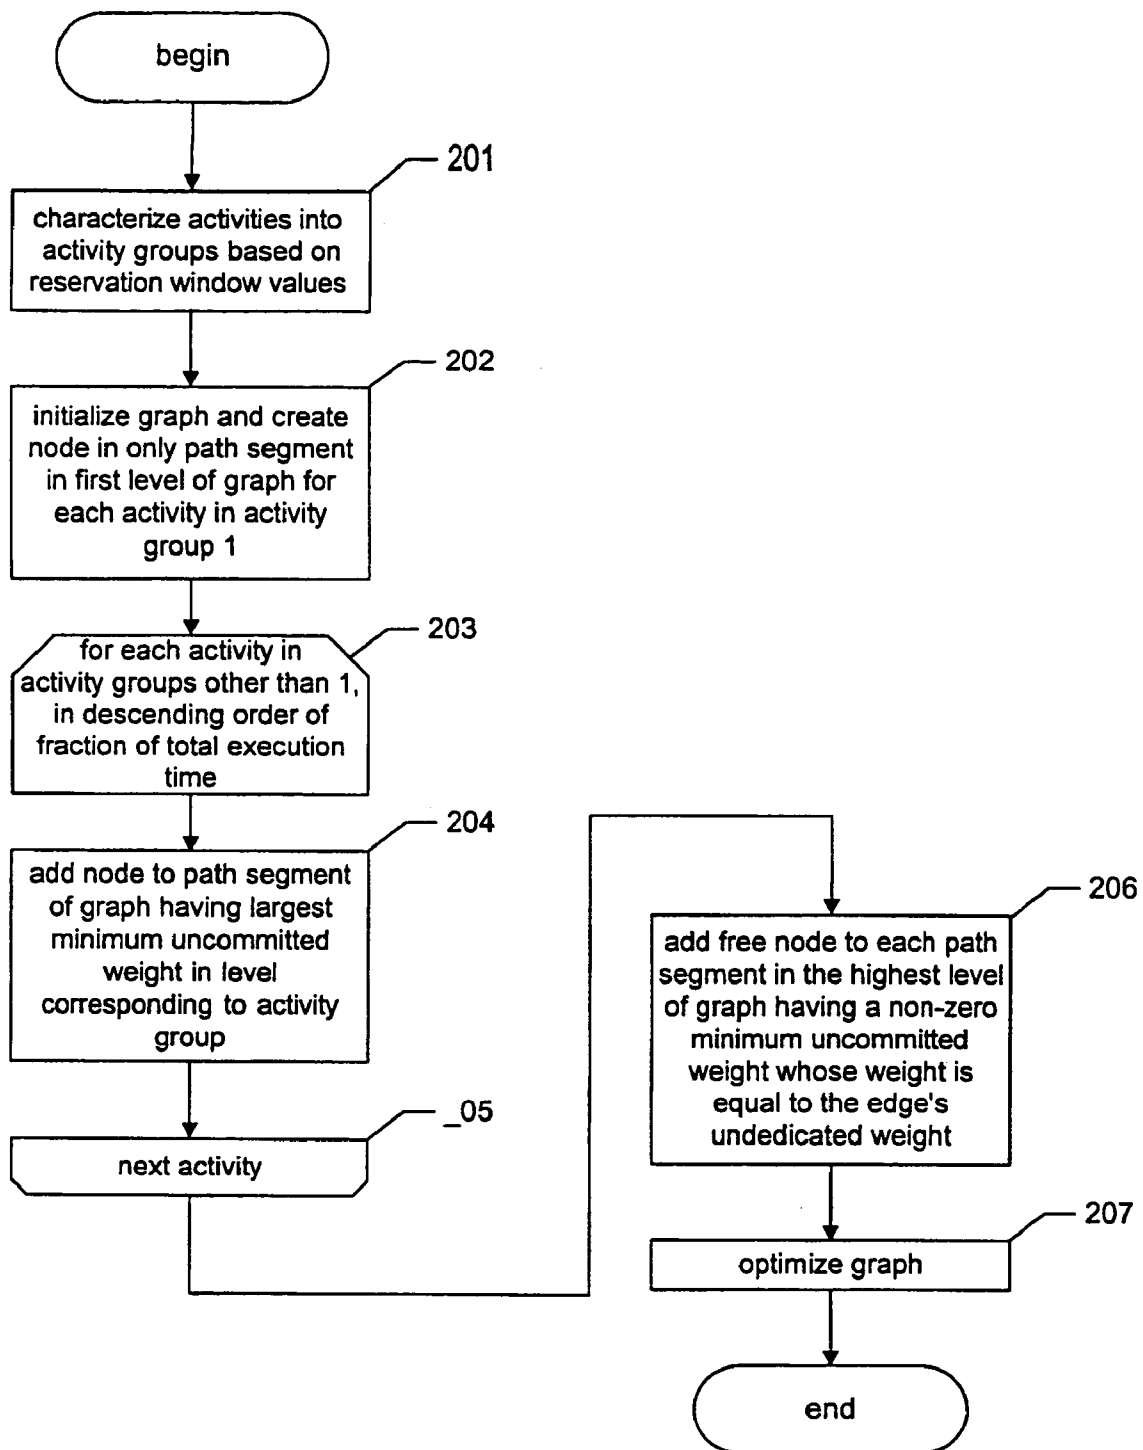 begin
201
characterize activities into
activity groups based on
reservation window values
202
initialize graph and create
node in only path segment
in first level of graph for
each activity in activity
group 1
203
for each activity in
activity groups other than 1,
in descending order of
fraction of total execution
time
204
add node to path segment
of graph having largest
minimum uncommitted
weight in level
corresponding to activity
group
_05
next activity
206
add free node to each path
segment in the highest level
of graph having a non-zero
minimum uncommitted
weight whose weight is
equal to the edge's
undedicated weight
207
optimize graph
end